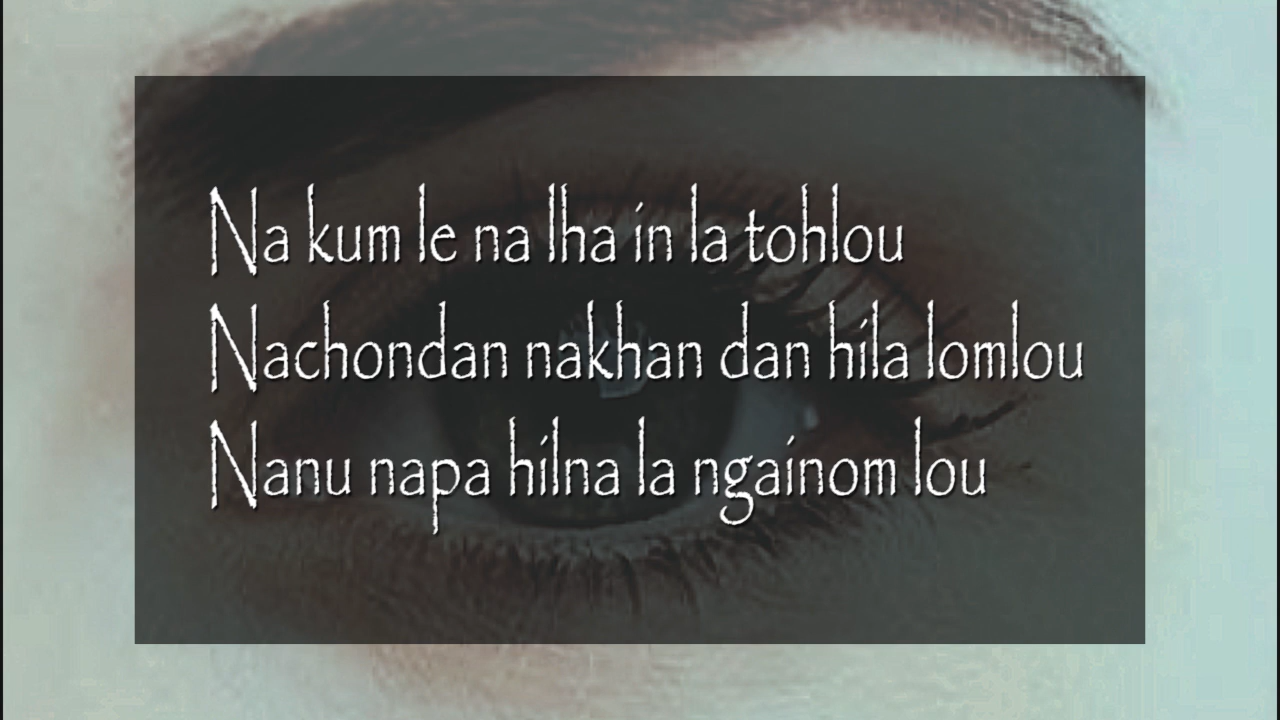 Na kum le na lha in la tohlou
Nachondan nakhan dan hila lomlou
Nanu napa hilna la ngainom lou